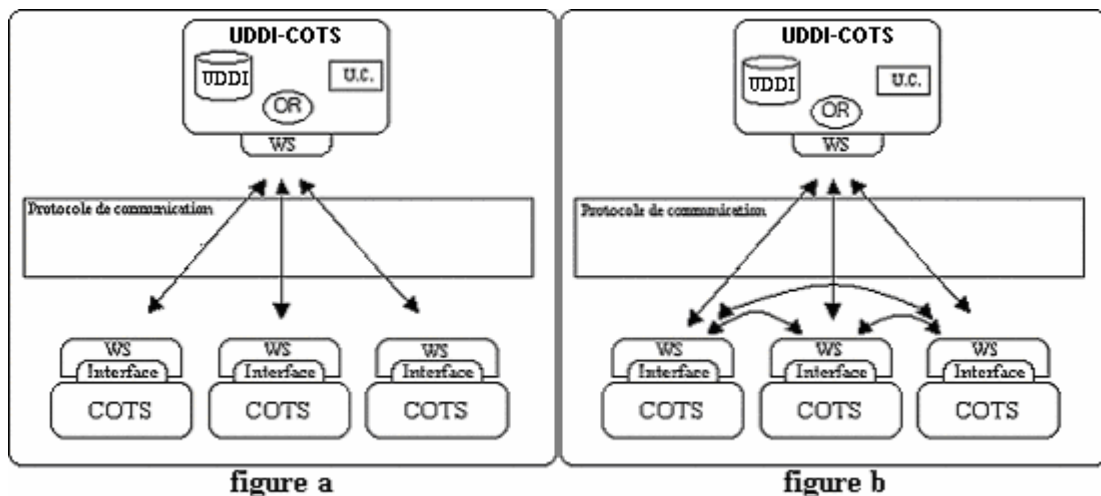 UDDI-COTS
UDDI
U.C.
OR
WS
Protocole de communication
WS
Interface
COTS
WS
Interface
COTS
WS
Interface
COTS
figure a
UDDI-COTS
UDDI
U.C.
OR
WS
Protocole de communication
WS
Interface
COTS
WS
Interface
COTS
WS
Interface
COTS
figure b